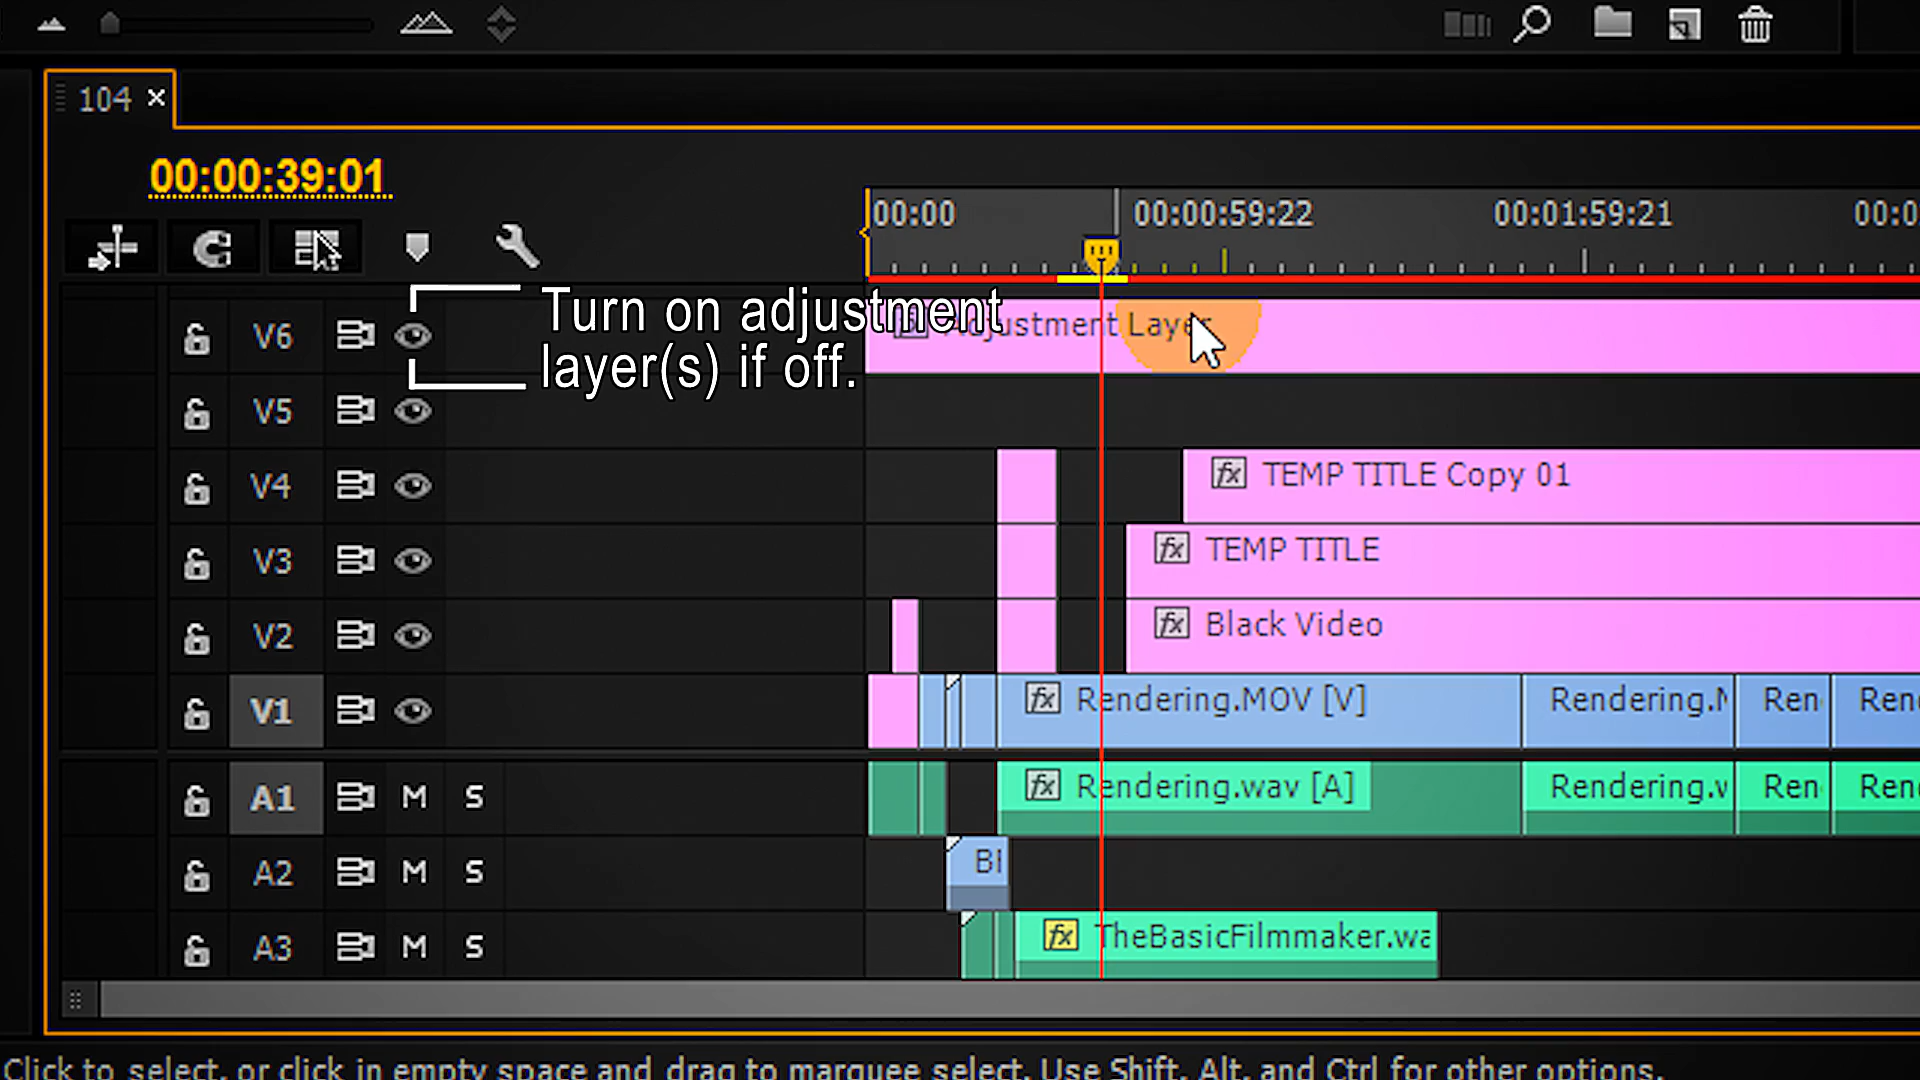 104 ×
00:00:39:01
00:00 00:00:59:22 00:01:59:21 00:0
Turn on adjustment
layer(s) if off.
V6 Adjustment Layer
V5
V4 fx TEMP TITLE Copy 01
V3 fx TEMP TITLE
V2 fx Black Video
V1 fx Rendering.MOV [V] Rendering.M Ren Ren
A1 M S fx Rendering.wav [A] Rendering.w Ren Ren
A2 M S Bl
A3 M S fx TheBasicFilmmaker.wa
Click to select, or click in empty space and drag to marquee select. Use Shift, Alt, and Ctrl for other options.